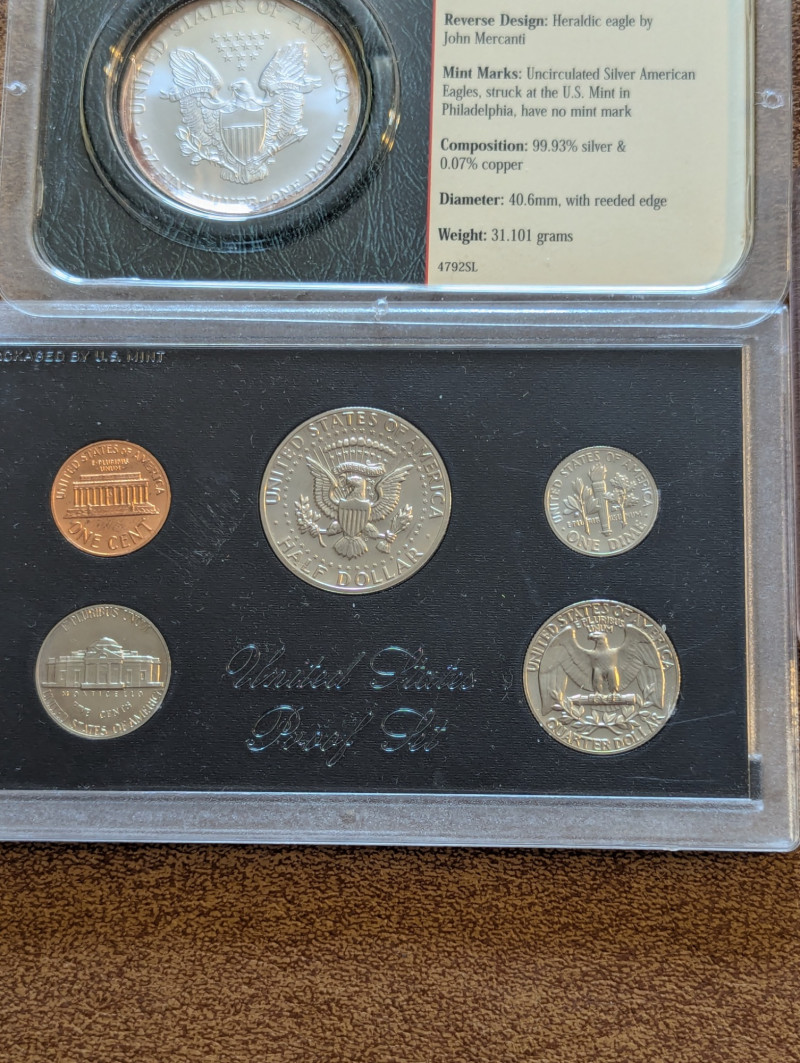 UNITED STATES OF AMERICA
ONE DOLLAR
Reverse Design: Heraldic eagle by
John Mercanti
Mint Marks: Uncirculated Silver American
Eagles, struck at the U.S. Mint in
Philadelphia, have no mint mark
Composition: 99.93% silver &
0.07% copper
Diameter: 40.6mm, with reeded edge
Weight: 31.101 grams
4792SL
BY U.S. MINT
UNITED STATES OF AMERICA
E·PLURIBUS
UNUM
ONE CENT
UNITED STATES OF AMERICA
HALF DOLLAR
UNITED STATES OF AMERICA
ONE DIME
E PLURIBUS UNUM
MONTICELLO
FIVE CENTS
UNITED STATES OF AMERICA
United States
Proof Set
UNITED STATES OF AMERICA
E PLURIBUS
UNUM
QUARTER DOLLAR